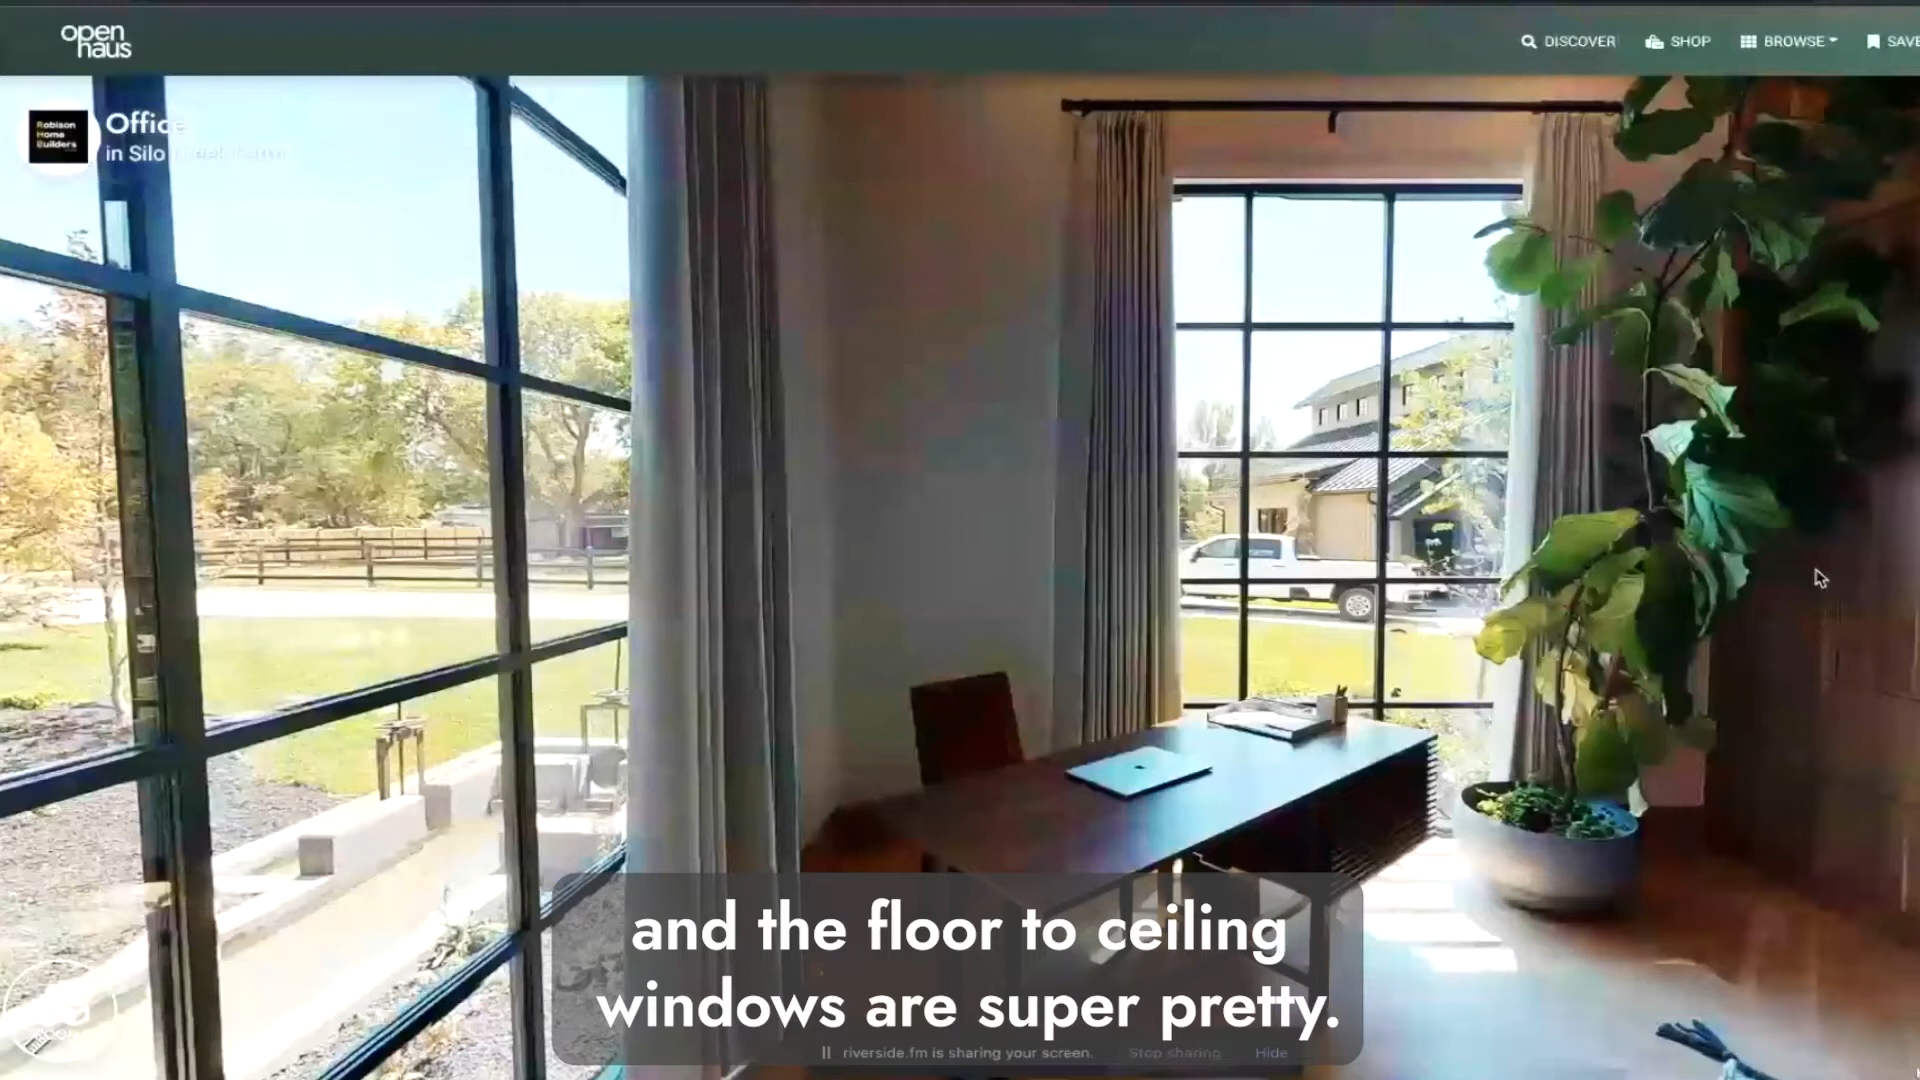 open
haus
DISCOVER
SHOP
BROWSE
SAVE
Robison
Home
Builders
Office
in Silo
and the floor to ceiling
windows are super pretty.
riverside.fm is sharing your screen.
Stop sharing
Hide